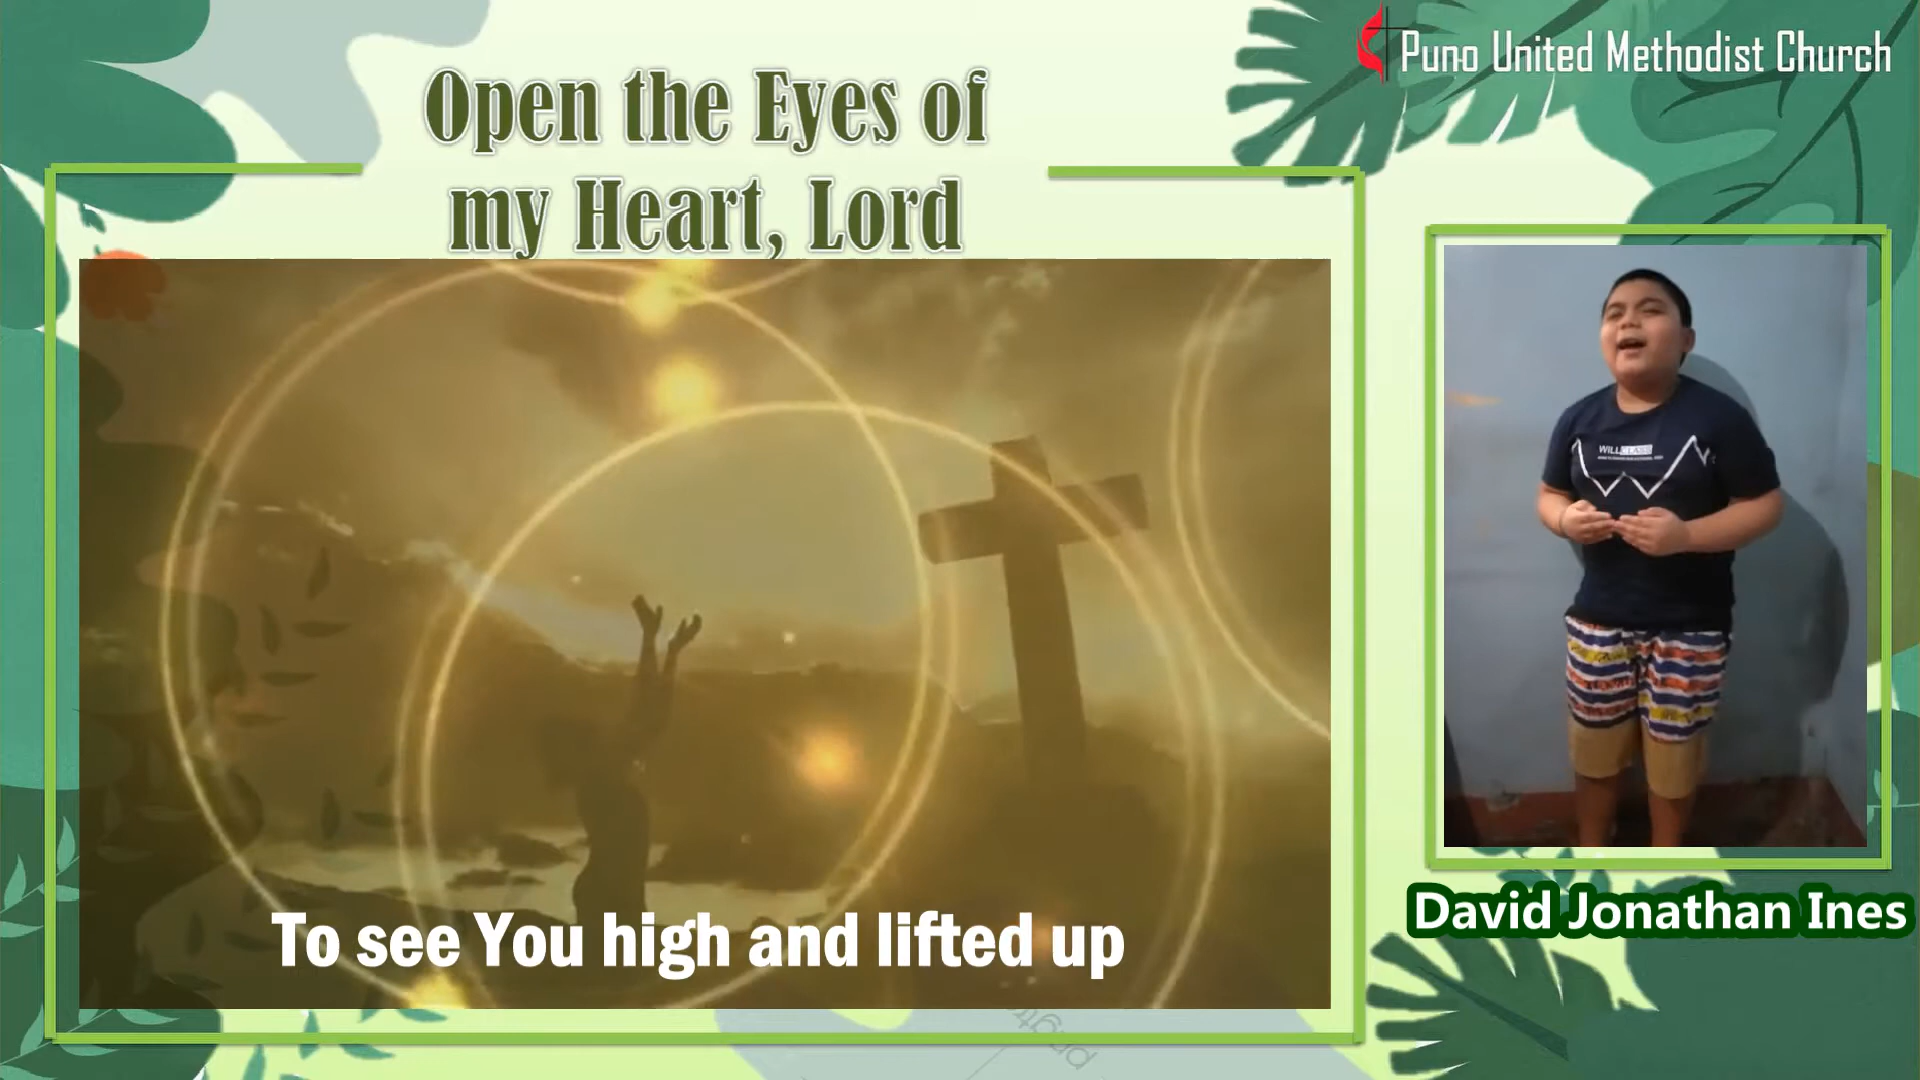 Puno United Methodist Church
Open the Eyes of
my Heart, Lord
WILLCLASS
To see You high and lifted up
David Jonathan Ines